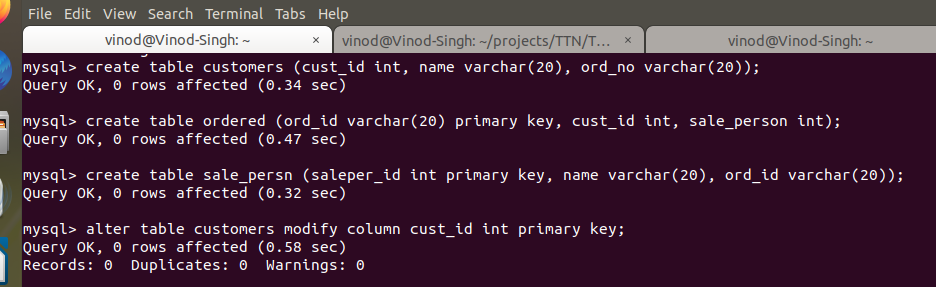 File Edit View Search Terminal Tabs Help
vinod@Vinod-Singh: ~ × vinod@Vinod-Singh: ~/projects/TTN/T… × vinod@Vinod-Singh: ~
mysql> create table customers (cust_id int, name varchar(20), ord_no varchar(20));
Query OK, 0 rows affected (0.34 sec)
mysql> create table ordered (ord_id varchar(20) primary key, cust_id int, sale_person int);
Query OK, 0 rows affected (0.47 sec)
mysql> create table sale_persn (saleper_id int primary key, name varchar(20), ord_id varchar(20));
Query OK, 0 rows affected (0.32 sec)
mysql> alter table customers modify column cust_id int primary key;
Query OK, 0 rows affected (0.58 sec)
Records: 0  Duplicates: 0  Warnings: 0